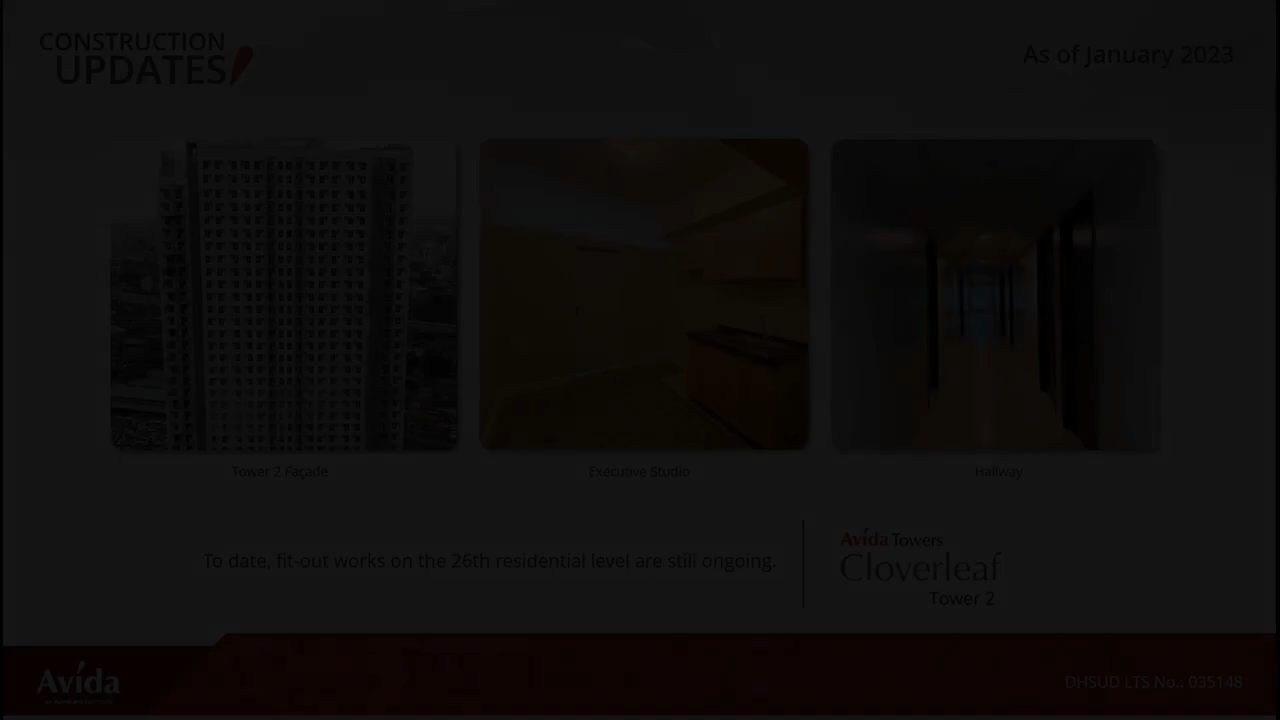 CONSTRUCTION
UPDATES
As of January 2023
Tower 2 Façade
Executive Studio
Hallway
To date, fit-out works on the 26th residential level are still ongoing.
Avida Towers
Cloverleaf
Tower 2
Avida
DHSUD LTS No.: 035148